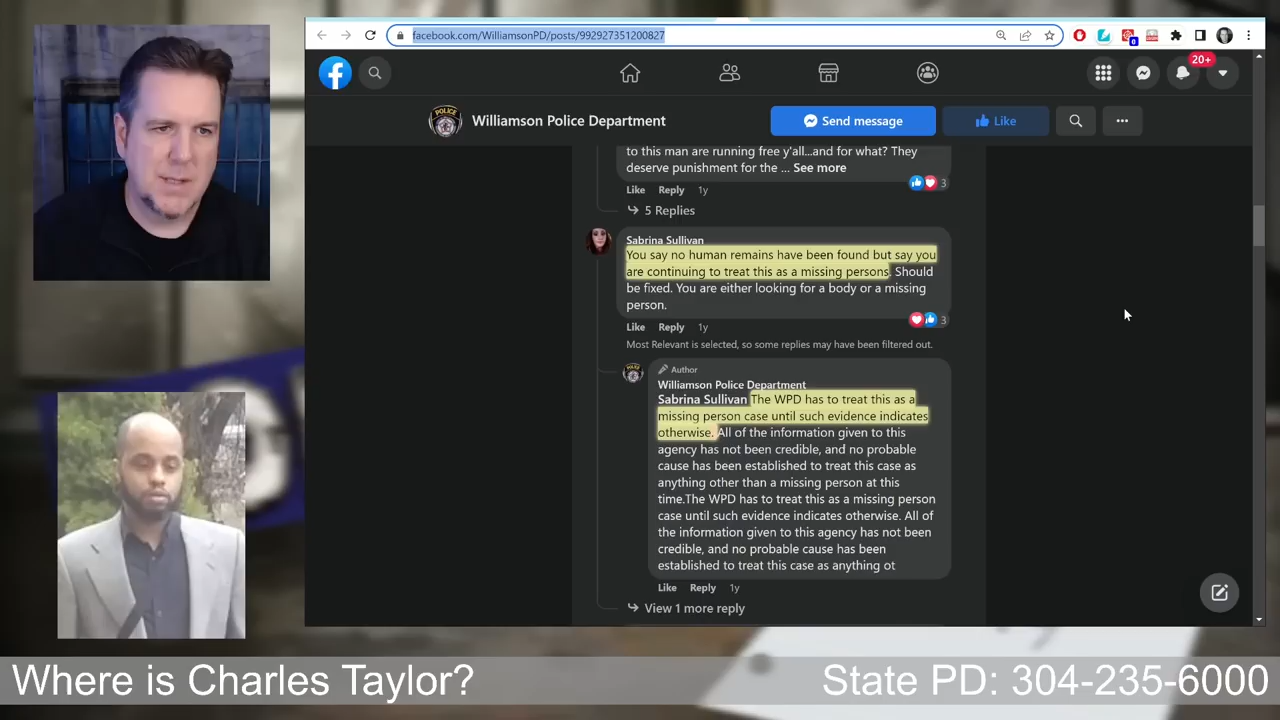 facebook.com/WilliamsonPD/posts/992927351200827
0
20+
POLICE
Williamson Police Department
Send message
Like
to this man are running free y'all...and for what? They
deserve punishment for the ... See more
Like Reply 1y
3
5 Replies
Sabrina Sullivan
You say no human remains have been found but say you
are continuing to treat this as a missing persons. Should
be fixed. You are either looking for a body or a missing
person.
3
Like Reply 1y
Most Relevant is selected, so some replies may have been filtered out.
Author
Williamson Police Department
Sabrina Sullivan The WPD has to treat this as a
missing person case until such evidence indicates
otherwise. All of the information given to this
agency has not been credible, and no probable
cause has been established to treat this case as
anything other than a missing person at this
time.The WPD has to treat this as a missing person
case until such evidence indicates otherwise. All of
the information given to this agency has not been
credible, and no probable cause has been
established to treat this case as anything ot
Like Reply 1y
View 1 more reply
Where is Charles Taylor?
State PD: 304-235-6000